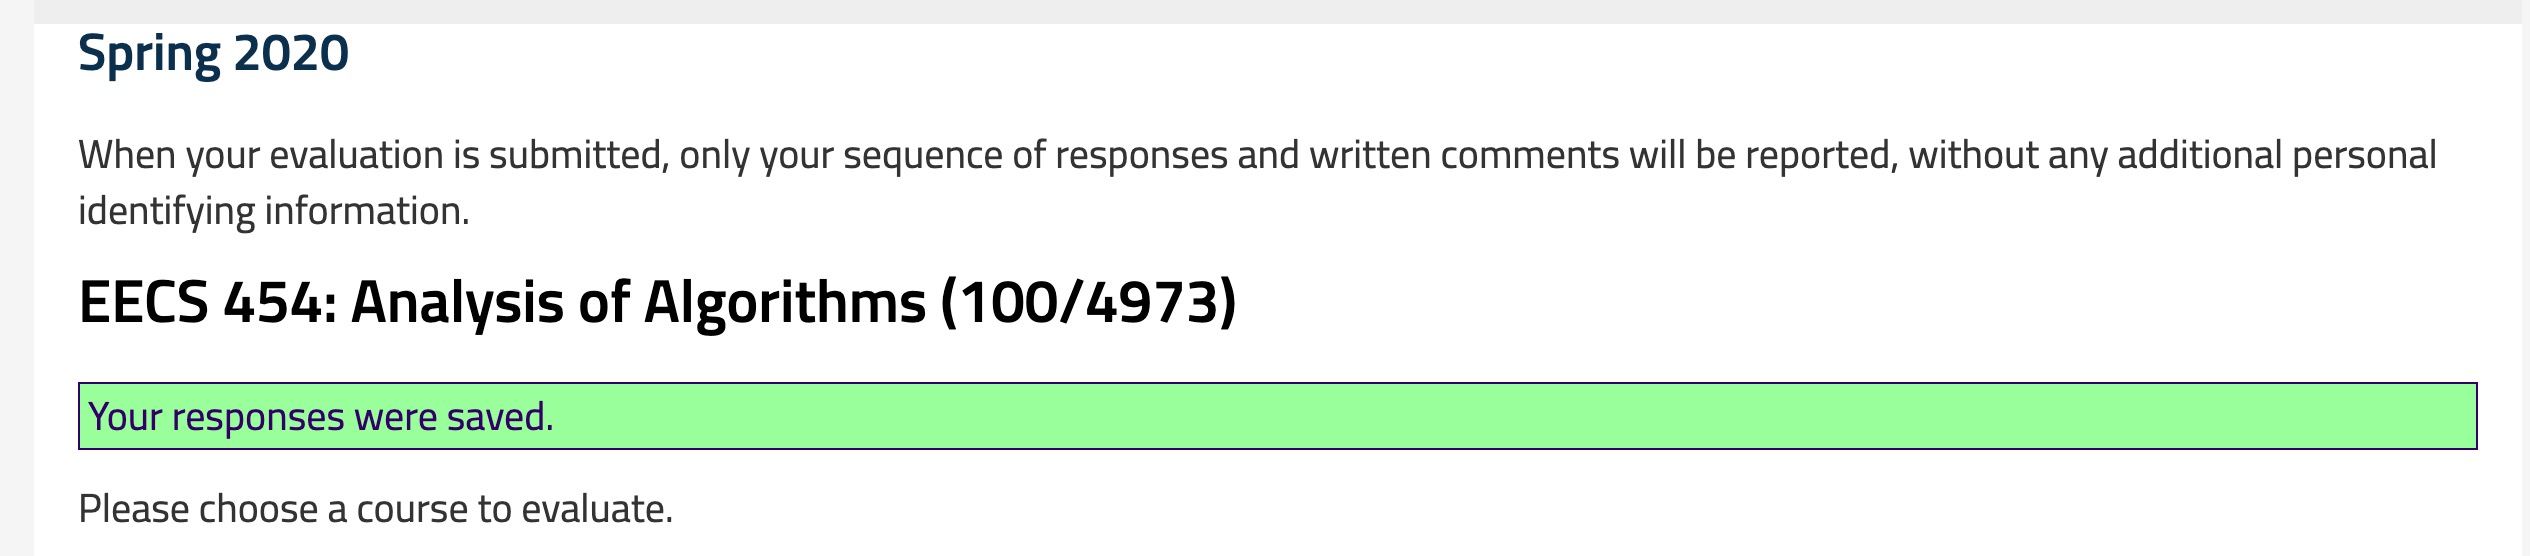 Spring 2020
When your evaluation is submitted, only your sequence of responses and written comments will be reported, without any additional personal
identifying information.
EECS 454: Analysis of Algorithms (100/4973)
Your responses were saved.
Please choose a course to evaluate.